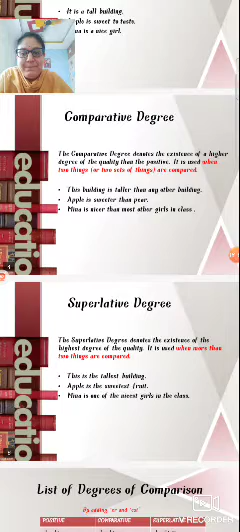 • It is a tall building.
• Apple is sweet to taste.
is a nice girl.
Comparative Degree
The Comparative Degree denotes the existence of a higher
degree of the quality than the positive. It is used when
two things (or two sets of things) are compared.
• This building is taller than any other building.
• Apple is sweeter than pear.
• Mina is nicer than most other girls in class .
educatio
Superlative Degree
The Superlative Degree denotes the existence of the
highest degree of the quality. It is used when more than
two things are compared.
• This is the tallest building.
• Apple is the sweetest fruit.
• Mina is one of the nicest girls in the class.
educatio
List of Degrees of Comparison
By adding 'er and 'est'
POSITIVE COMPARATIVE SUPERLATIVE
RECORDER